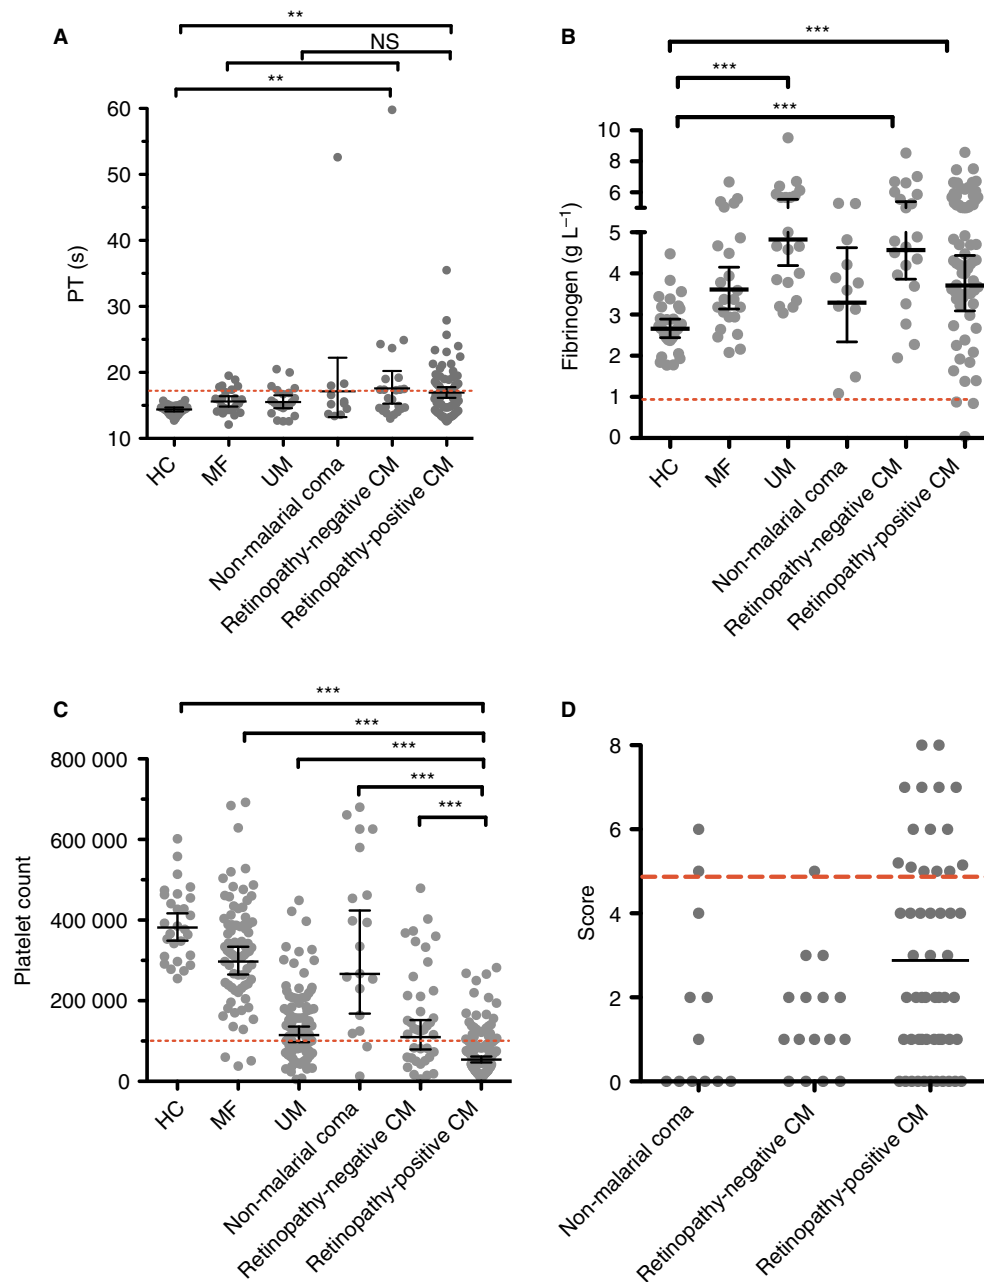 A
**
NS
**
PT (s)
60
50
40
30
20
10
HC
MF
UM
Non-malarial coma
Retinopathy-negative CM
Retinopathy-positive CM
B
***
***
***
Fibrinogen (g L⁻¹)
10
8
6
5
4
3
2
1
0
HC
MF
UM
Non-malarial coma
Retinopathy-negative CM
Retinopathy-positive CM
C
***
***
***
***
***
Platelet count
800 000
600 000
400 000
200 000
0
HC
MF
UM
Non-malarial coma
Retinopathy-negative CM
Retinopathy-positive CM
D
Score
8
6
4
2
0
Non-malarial coma
Retinopathy-negative CM
Retinopathy-positive CM